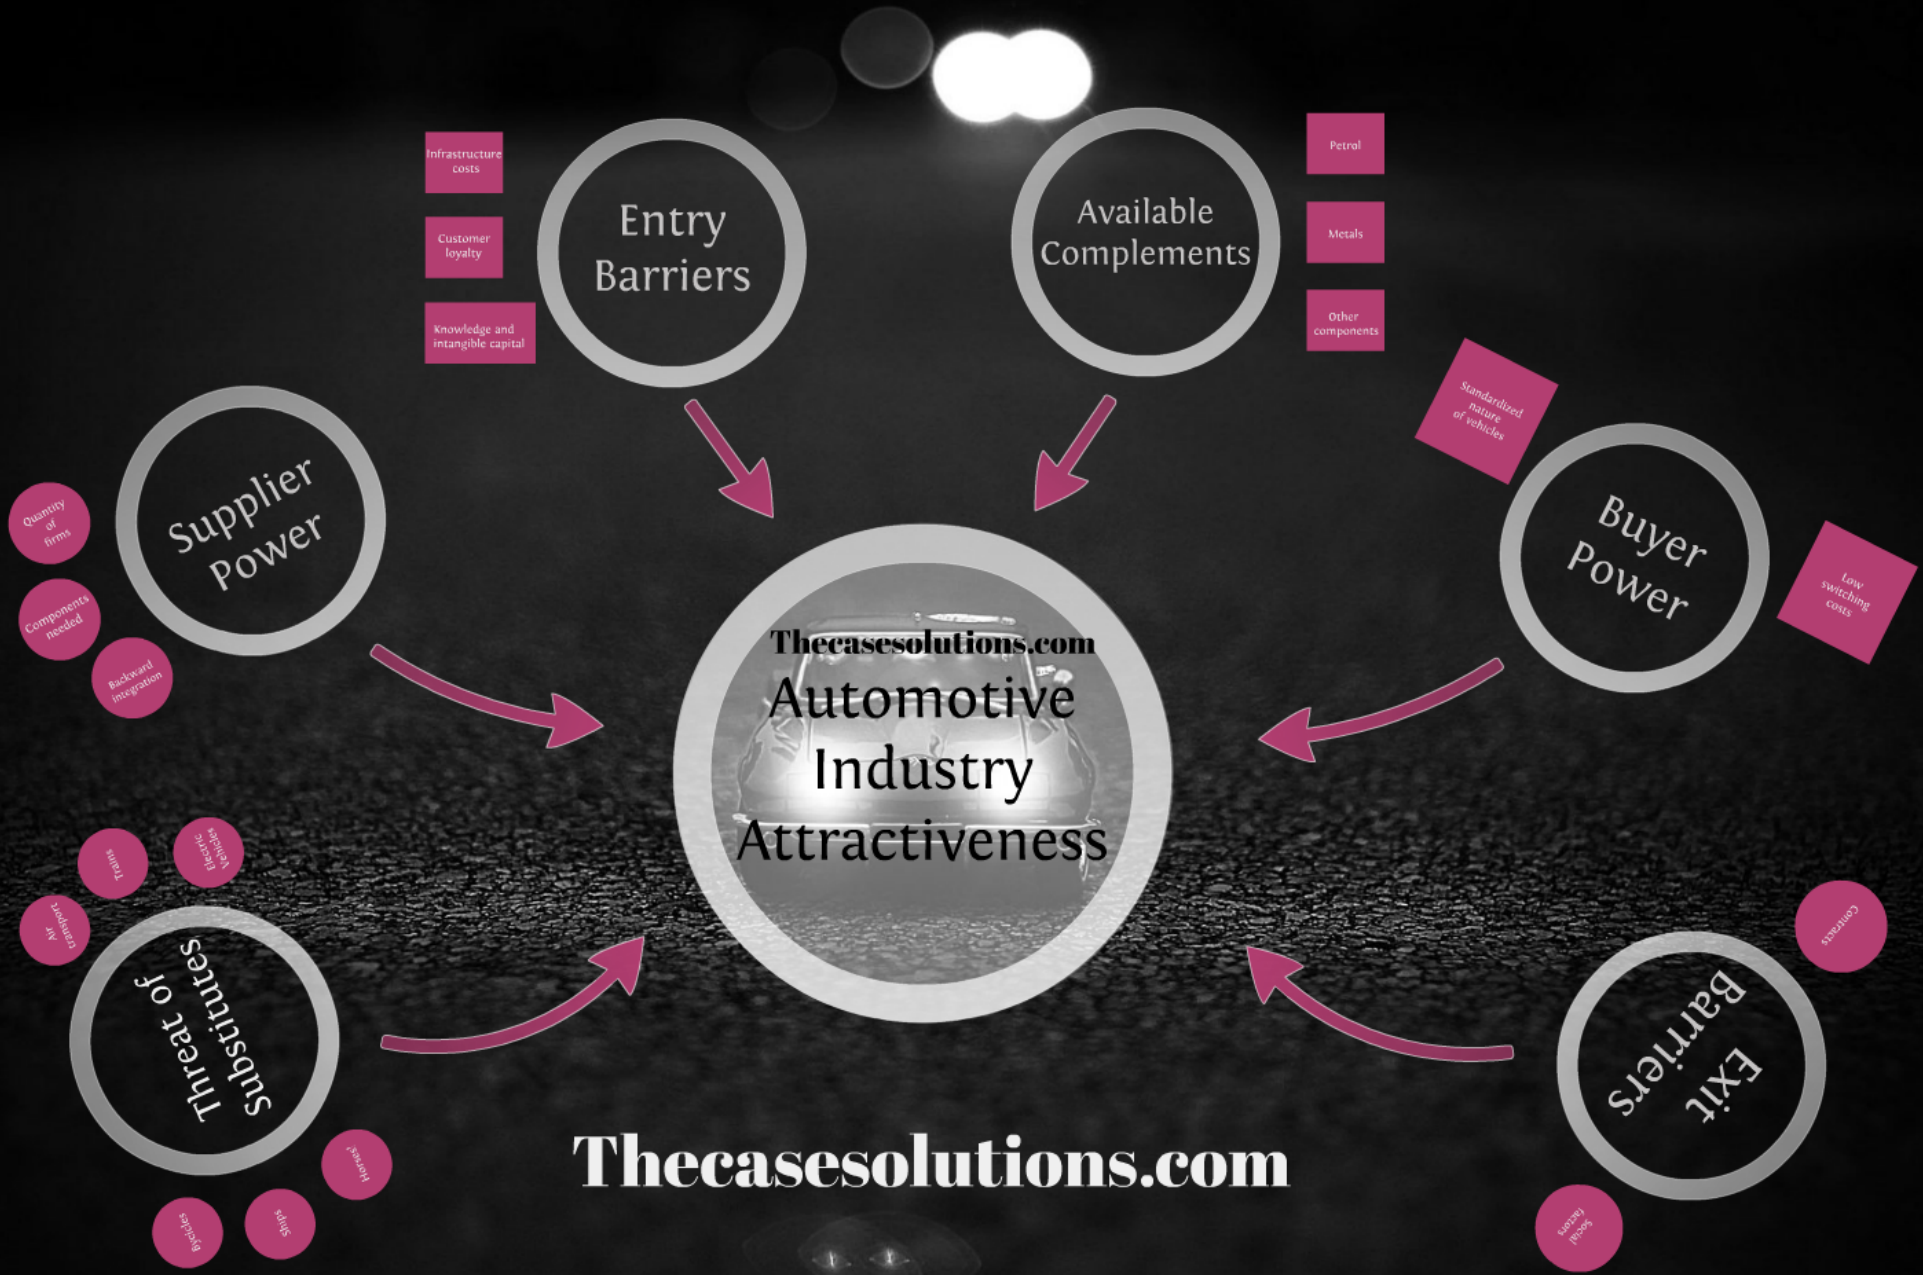 Infrastructure
costs
Customer
loyalty
Knowledge and
intangible capital
Entry
Barriers
Available
Complements
Petrol
Metals
Other
components
Standardized
nature
of vehicles
Buyer
Power
Low
switching
costs
Supplier
Power
Quantity
of
firms
Components
needed
Backward
integration
Thecasesolutions.com
Automotive
Industry
Attractiveness
Trains
Electric
Vehicles
Air
transport
Threat of
Substitutes
Horses!
Ships
Bycicles
Contracts
Exit
Barriers
Social
factors
Thecasesolutions.com